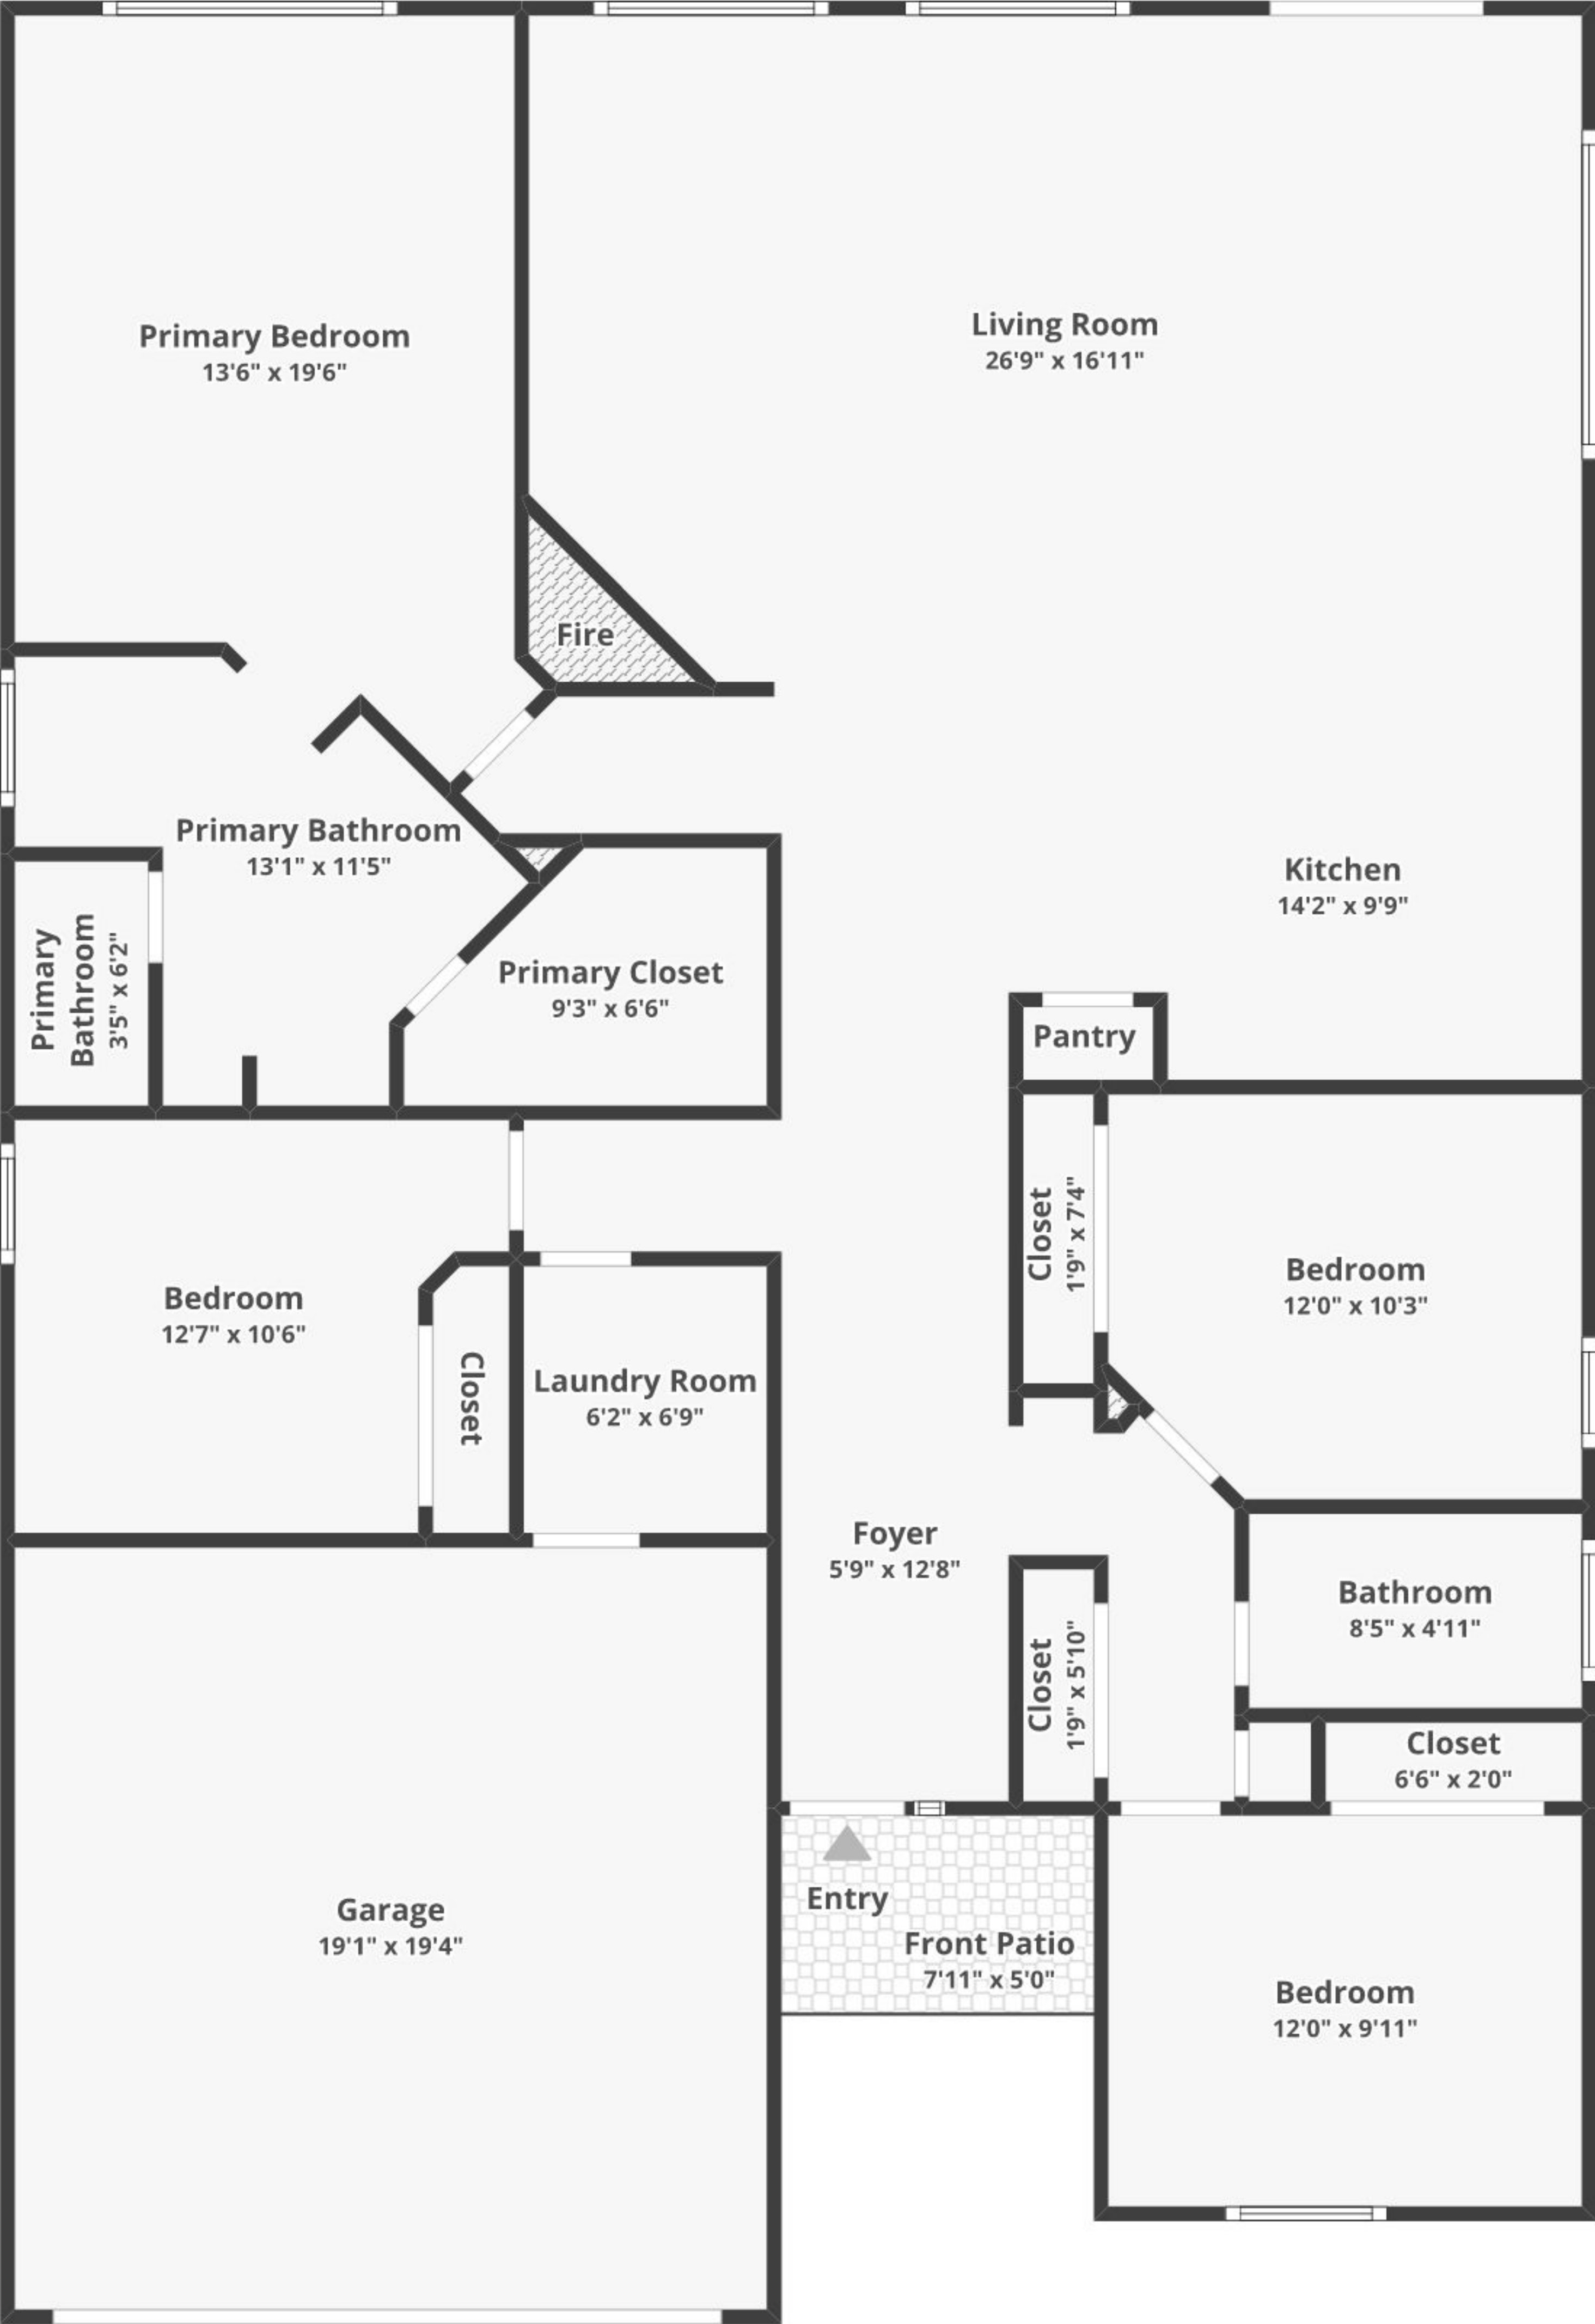 Primary Bedroom
13'6" x 19'6"
Living Room
26'9" x 16'11"
Fire
Primary Bathroom
13'1" x 11'5"
Kitchen
14'2" x 9'9"
Primary
Bathroom
3'5" x 6'2"
Primary Closet
9'3" x 6'6"
Pantry
Closet
1'9" x 7'4"
Bedroom
12'0" x 10'3"
Bedroom
12'7" x 10'6"
Closet
Laundry Room
6'2" x 6'9"
Foyer
5'9" x 12'8"
Closet
1'9" x 5'10"
Bathroom
8'5" x 4'11"
Closet
6'6" x 2'0"
Garage
19'1" x 19'4"
Entry
Front Patio
7'11" x 5'0"
Bedroom
12'0" x 9'11"